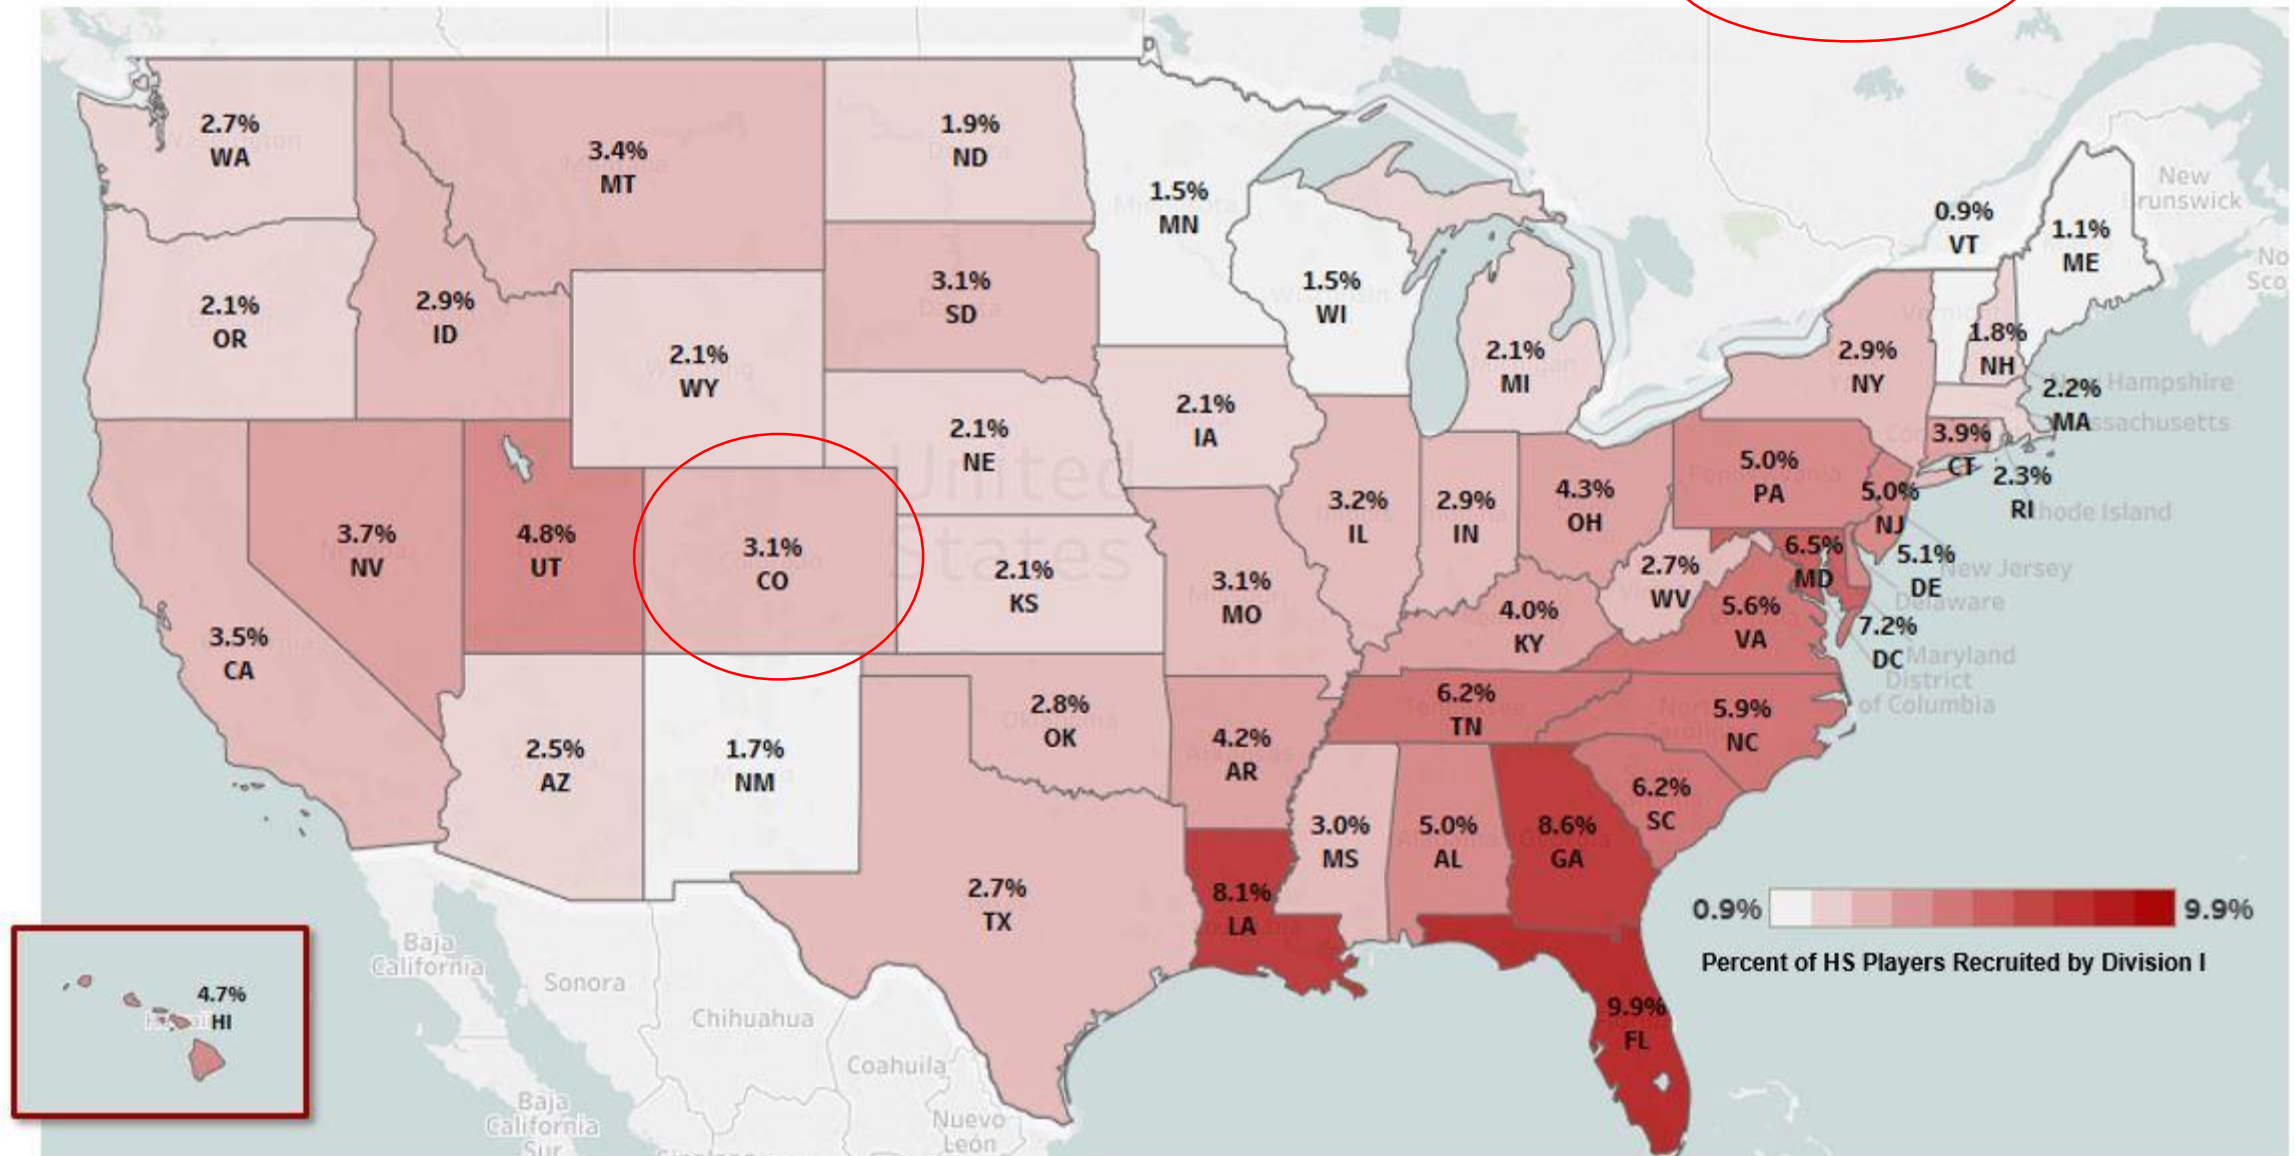 2.7%
WA
3.4%
MT
1.9%
ND
1.5%
MN
2.1%
OR
2.9%
ID
2.1%
WY
3.1%
SD
1.5%
WI
2.1%
MI
0.9%
VT
1.1%
ME
1.8%
NH
2.9%
NY
2.2%
MA
3.9%
CT
2.3%
RI
2.1%
NE
2.1%
IA
3.5%
CA
3.7%
NV
4.8%
UT
3.1%
CO
2.1%
KS
3.1%
MO
3.2%
IL
2.9%
IN
4.3%
OH
5.0%
PA
5.0%
NJ
5.1%
DE
6.5%
MD
7.2%
DC
2.7%
WV
5.6%
VA
4.0%
KY
6.2%
TN
5.9%
NC
6.2%
SC
2.5%
AZ
1.7%
NM
2.8%
OK
4.2%
AR
2.7%
TX
8.1%
LA
3.0%
MS
5.0%
AL
8.6%
GA
9.9%
FL
4.7%
HI
0.9%
9.9%
Percent of HS Players Recruited by Division I
United
States
New
Brunswick
New Jersey
Delaware
Maryland
District
of Columbia
Baja
California
Sonora
Chihuahua
Coahuila
Nuevo
León
Baja
California
Sur